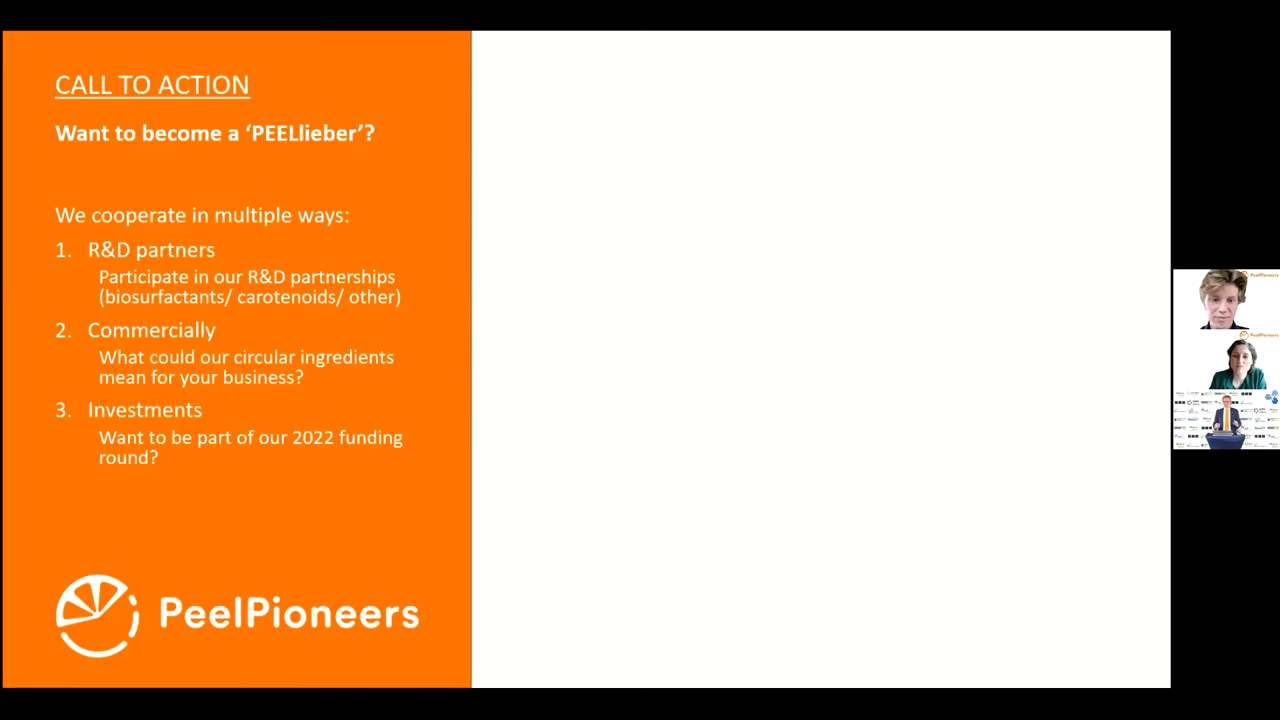 CALL TO ACTION
Want to become a ‘PEELlieber’?
We cooperate in multiple ways:
1. R&D partners
Participate in our R&D partnerships
(biosurfactants/ carotenoids/ other)
2. Commercially
What could our circular ingredients
mean for your business?
3. Investments
Want to be part of our 2022 funding
round?
PeelPioneers
PeelPioneers
PeelPioneers